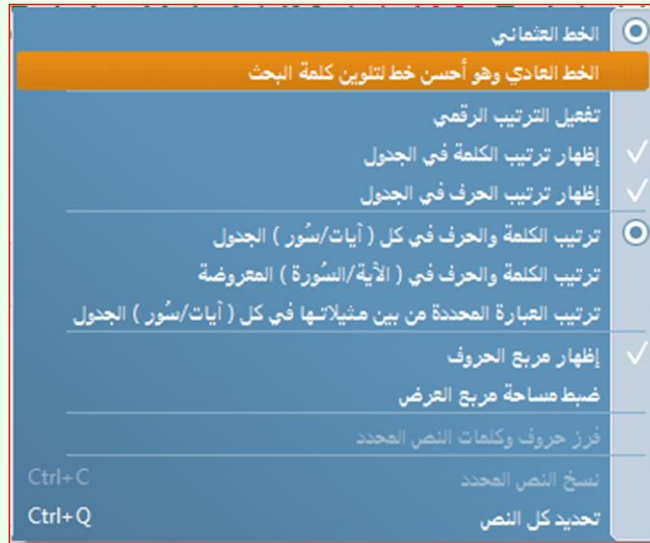 الخط العثماني
الخط العادي وهو أحسن خط لتلوين كلمة البحث
تفعيل الترتيب الرقمي
إظهار ترتيب الكلمة في الجدول
إظهار ترتيب الحرف في الجدول
ترتيب الكلمة والحرف في كل ( آيات/سُور ) الجدول
ترتيب الكلمة والحرف في ( الآية/السُورة ) المعروضة
ترتيب العبارة المحددة من بين مثيلاتها في كل ( آيات/سُور ) الجدول
إظهار مربع الحروف
ضبط مساحة مربع العرض
فرز حروف وكلمات النص المحدد
نسخ النص المحدد Ctrl+C
تحديد كل النص Ctrl+Q